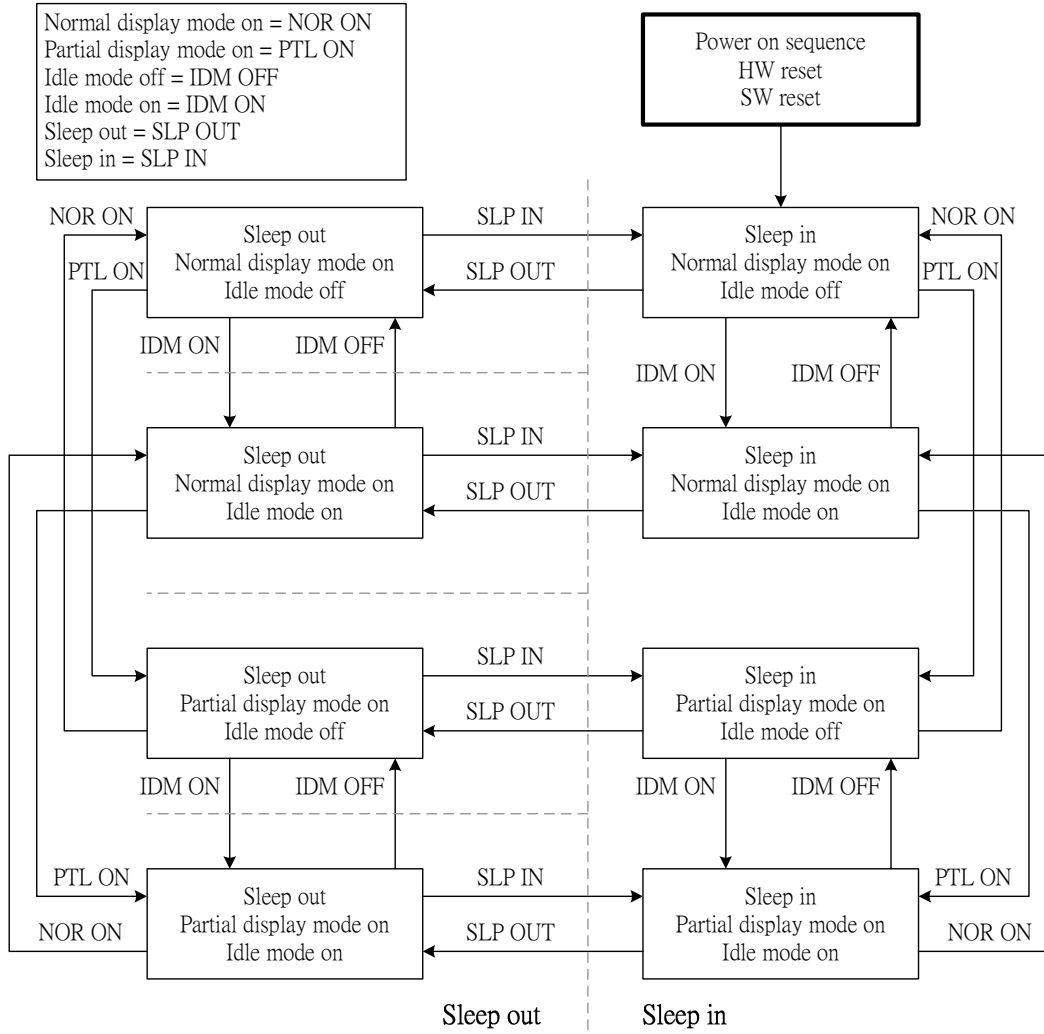 Normal display mode on = NOR ON
Partial display mode on = PTL ON
Idle mode off = IDM OFF
Idle mode on = IDM ON
Sleep out = SLP OUT
Sleep in = SLP IN
Power on sequence
HW reset
SW reset
NOR ON
PTL ON
Sleep out
Normal display mode on
Idle mode off
SLP IN
SLP OUT
Sleep in
Normal display mode on
Idle mode off
NOR ON
PTL ON
IDM ON
IDM OFF
IDM ON
IDM OFF
Sleep out
Normal display mode on
Idle mode on
SLP IN
SLP OUT
Sleep in
Normal display mode on
Idle mode on
Sleep out
Partial display mode on
Idle mode off
SLP IN
SLP OUT
Sleep in
Partial display mode on
Idle mode off
IDM ON
IDM OFF
IDM ON
IDM OFF
PTL ON
NOR ON
Sleep out
Partial display mode on
Idle mode on
SLP IN
SLP OUT
Sleep in
Partial display mode on
Idle mode on
PTL ON
NOR ON
Sleep out
Sleep in